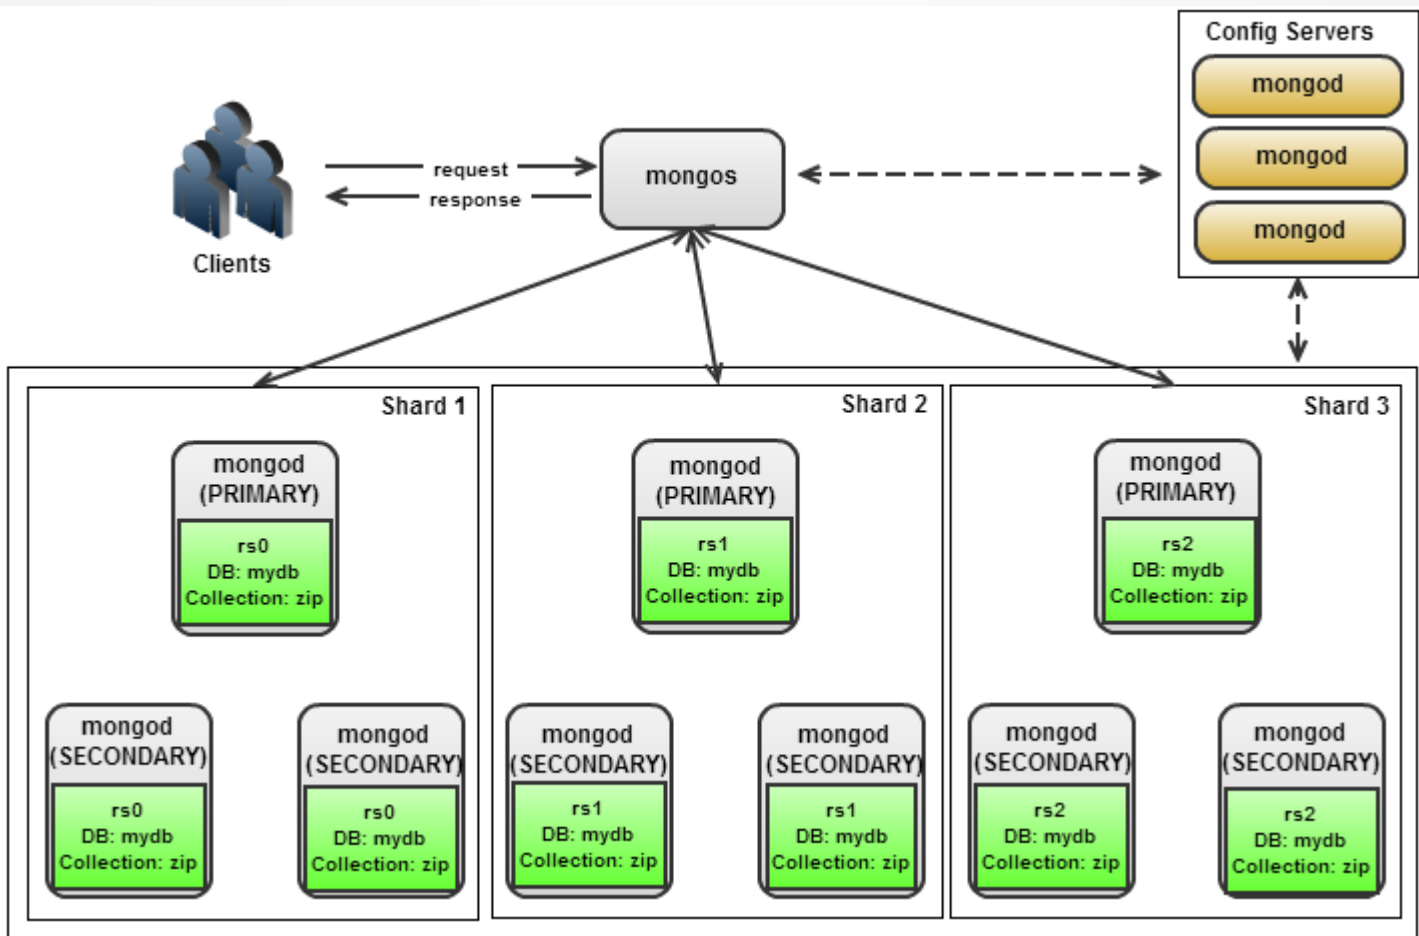 Config Servers
mongod
mongod
mongod
request
response
mongos
Clients
Shard 1
mongod
(PRIMARY)
rs0
DB: mydb
Collection: zip
mongod
(SECONDARY)
rs0
DB: mydb
Collection: zip
mongod
(SECONDARY)
rs0
DB: mydb
Collection: zip
Shard 2
mongod
(PRIMARY)
rs1
DB: mydb
Collection: zip
mongod
(SECONDARY)
rs1
DB: mydb
Collection: zip
mongod
(SECONDARY)
rs1
DB: mydb
Collection: zip
Shard 3
mongod
(PRIMARY)
rs2
DB: mydb
Collection: zip
mongod
(SECONDARY)
rs2
DB: mydb
Collection: zip
mongod
(SECONDARY)
rs2
DB: mydb
Collection: zip